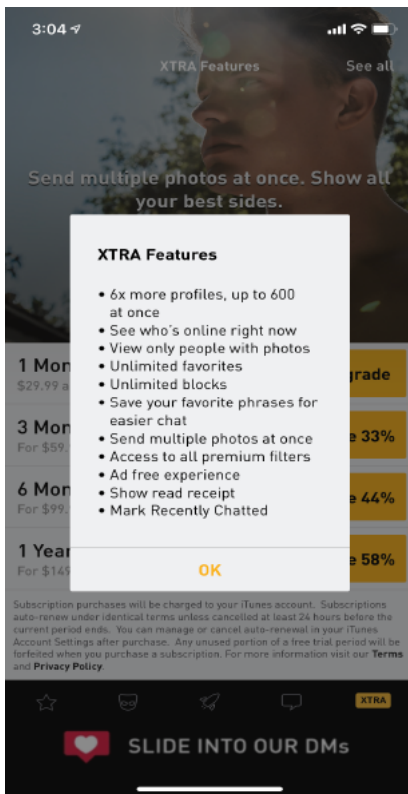 3:04
XTRA Features
See all
Send multiple photos at once. Show all
your best sides.
XTRA Features
• 6x more profiles, up to 600
at once
• See who's online right now
• View only people with photos
• Unlimited favorites
• Unlimited blocks
• Save your favorite phrases for
easier chat
• Send multiple photos at once
• Access to all premium filters
• Ad free experience
• Show read receipt
• Mark Recently Chatted
OK
1 Mon
$29.99 a
grade
3 Mon
For $59.
e 33%
6 Mon
For $99.
e 44%
1 Year
For $149
e 58%
Subscription purchases will be charged to your iTunes account. Subscriptions
auto-renew under identical terms unless cancelled at least 24 hours before the
current period ends. You can manage or cancel auto-renewal in your iTunes
Account Settings after purchase. Any unused portion of a free trial period will be
forfeited when you purchase a subscription. For more information visit our Terms
and Privacy Policy.
XTRA
SLIDE INTO OUR DMs